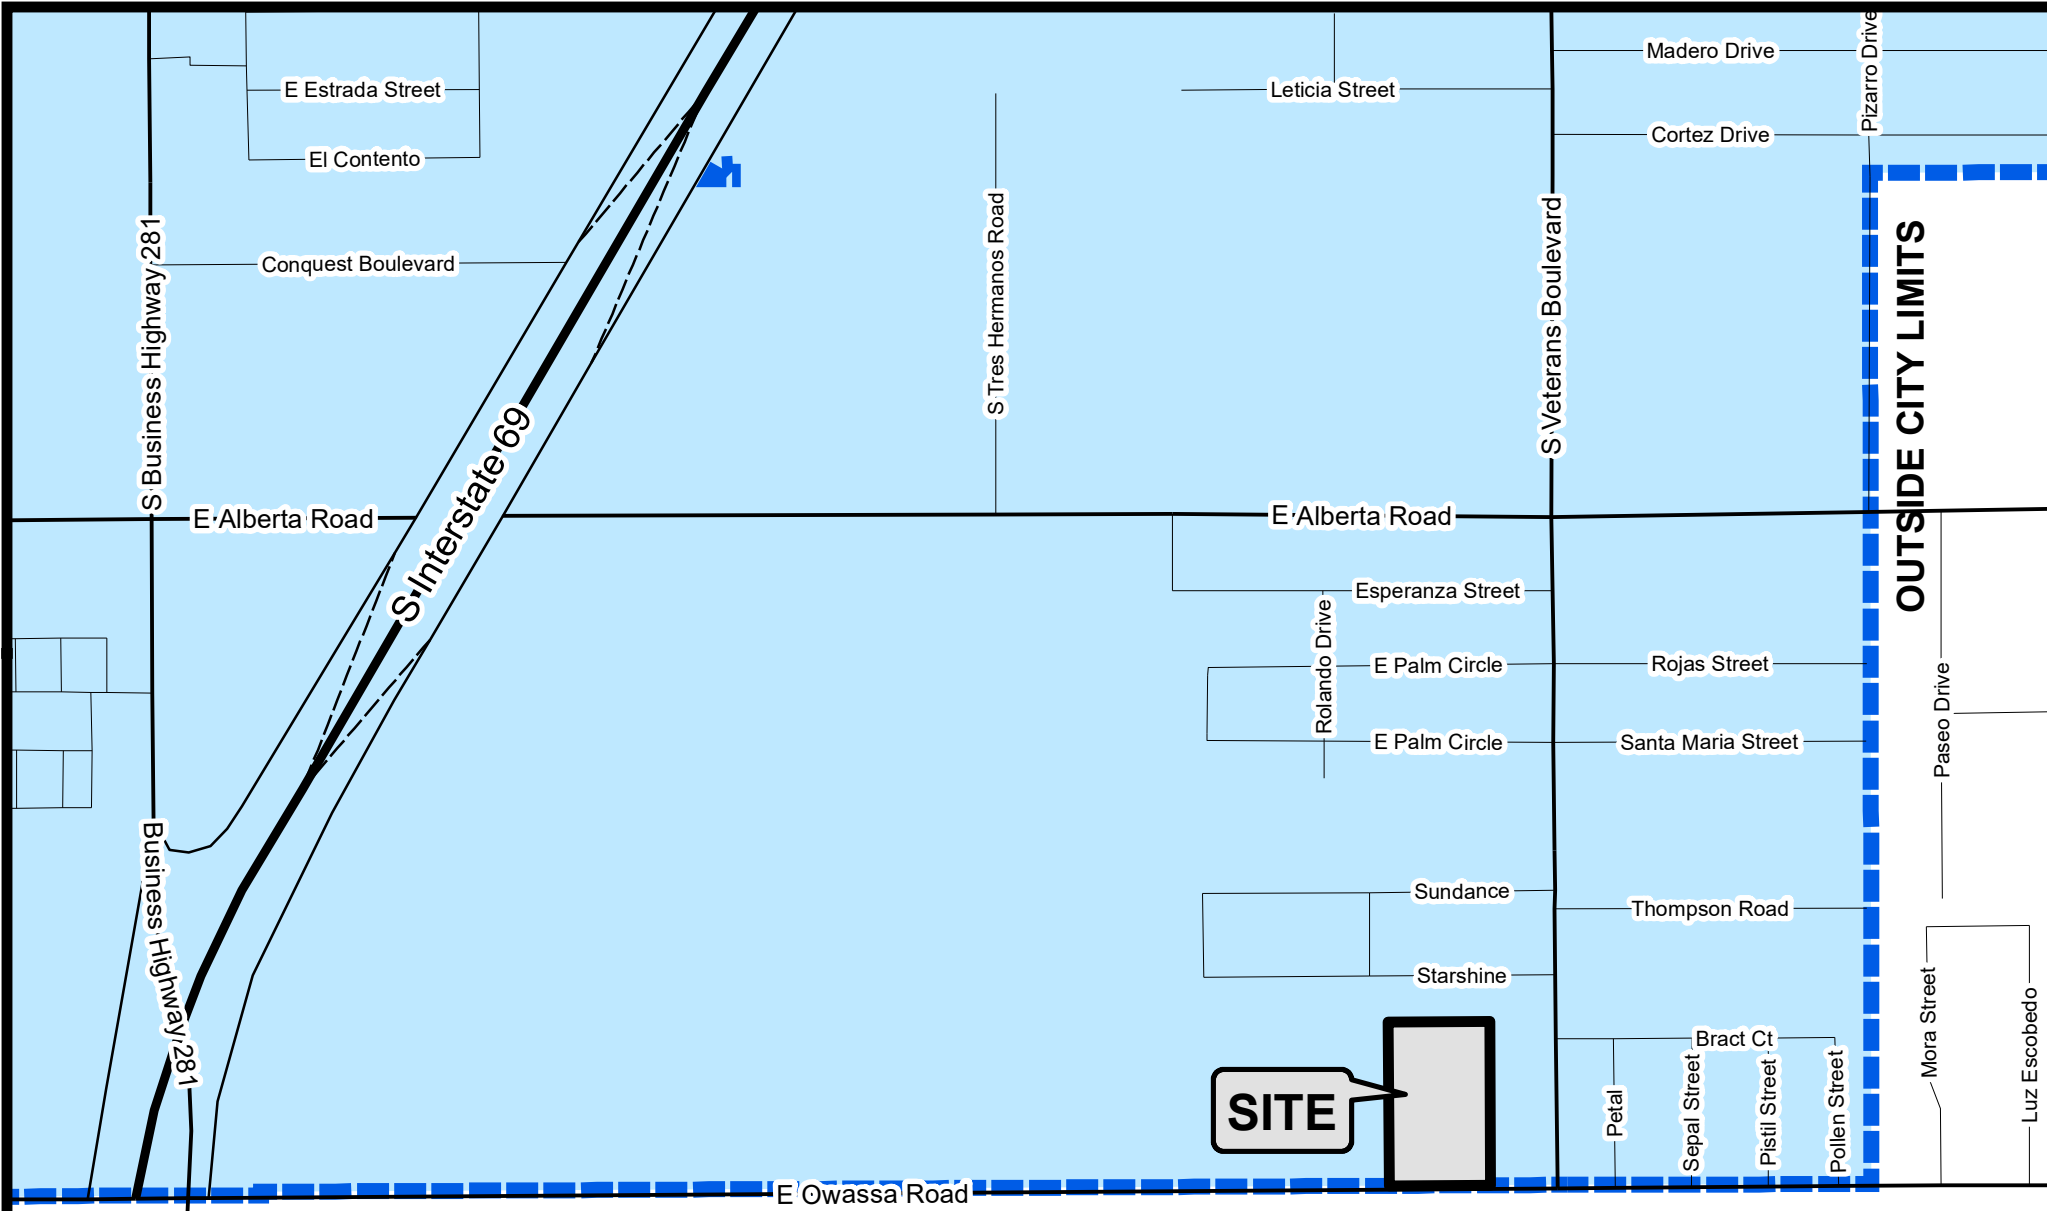 Madero Drive
Pizarro Drive
E Estrada Street
Leticia Street
Cortez Drive
El Contento
S Business Highway 281
Conquest Boulevard
S Tres Hermanos Road
S Veterans Boulevard
OUTSIDE CITY LIMITS
S Interstate 69
E Alberta Road
E Alberta Road
Esperanza Street
Rolando Drive
E Palm Circle
Rojas Street
Paseo Drive
E Palm Circle
Santa Maria Street
Business Highway 281
Sundance
Thompson Road
Starshine
Mora Street
Luz Escobedo
Bract Ct
Petal
Sepal Street
Pistil Street
Pollen Street
SITE
E Owassa Road